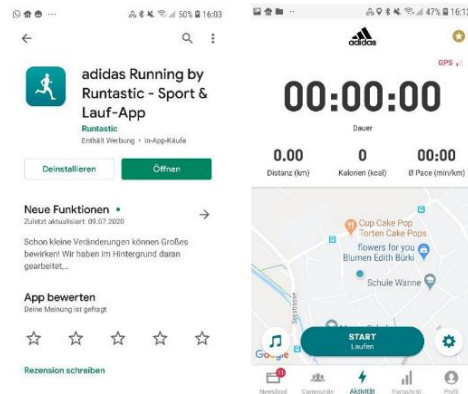 50% 16:03
adidas Running by
Runtastic - Sport &
Lauf-App
Runtastic
Enthält Werbung • In-App-Käufe
Deinstallieren
Öffnen
Neue Funktionen •
Zuletzt aktualisiert: 09.07.2020
Schon kleine Veränderungen können Großes
bewirken! Wir haben im Hintergrund daran
gearbeitet,...
App bewerten
Deine Meinung ist gefragt
Rezension schreiben
47% 16:12
adidas
GPS
00:00:00
Dauer
0.00 0 00:00
Distanz (km) Kalorien (kcal) Ø Pace (min/km)
Cup Cake Pop
Torten Cake Pops
flowers for you
Blumen Edith Bürki
Schule Wanne
START
Laufen
Google
Newsfeed Community Aktivität Fortschritt Profil